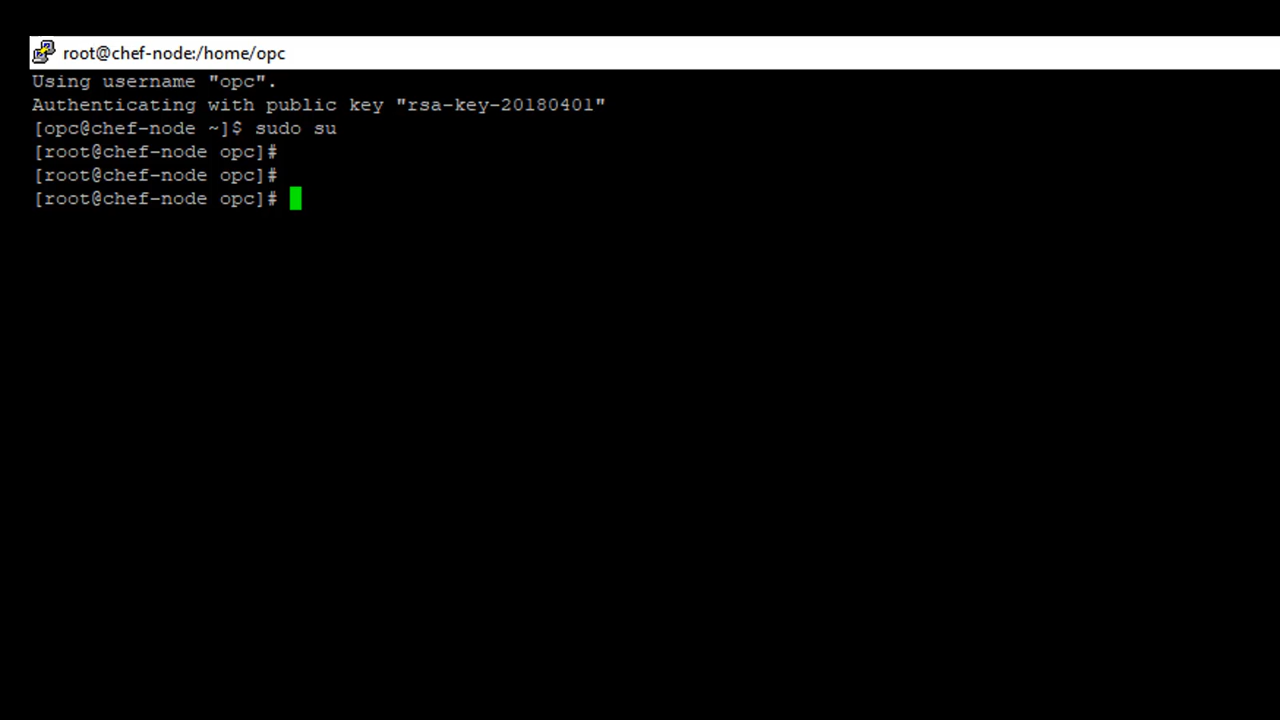 root@chef-node:/home/opc
Using username "opc".
Authenticating with public key "rsa-key-20180401"
[opc@chef-node ~]$ sudo su
[root@chef-node opc]#
[root@chef-node opc]#
[root@chef-node opc]#